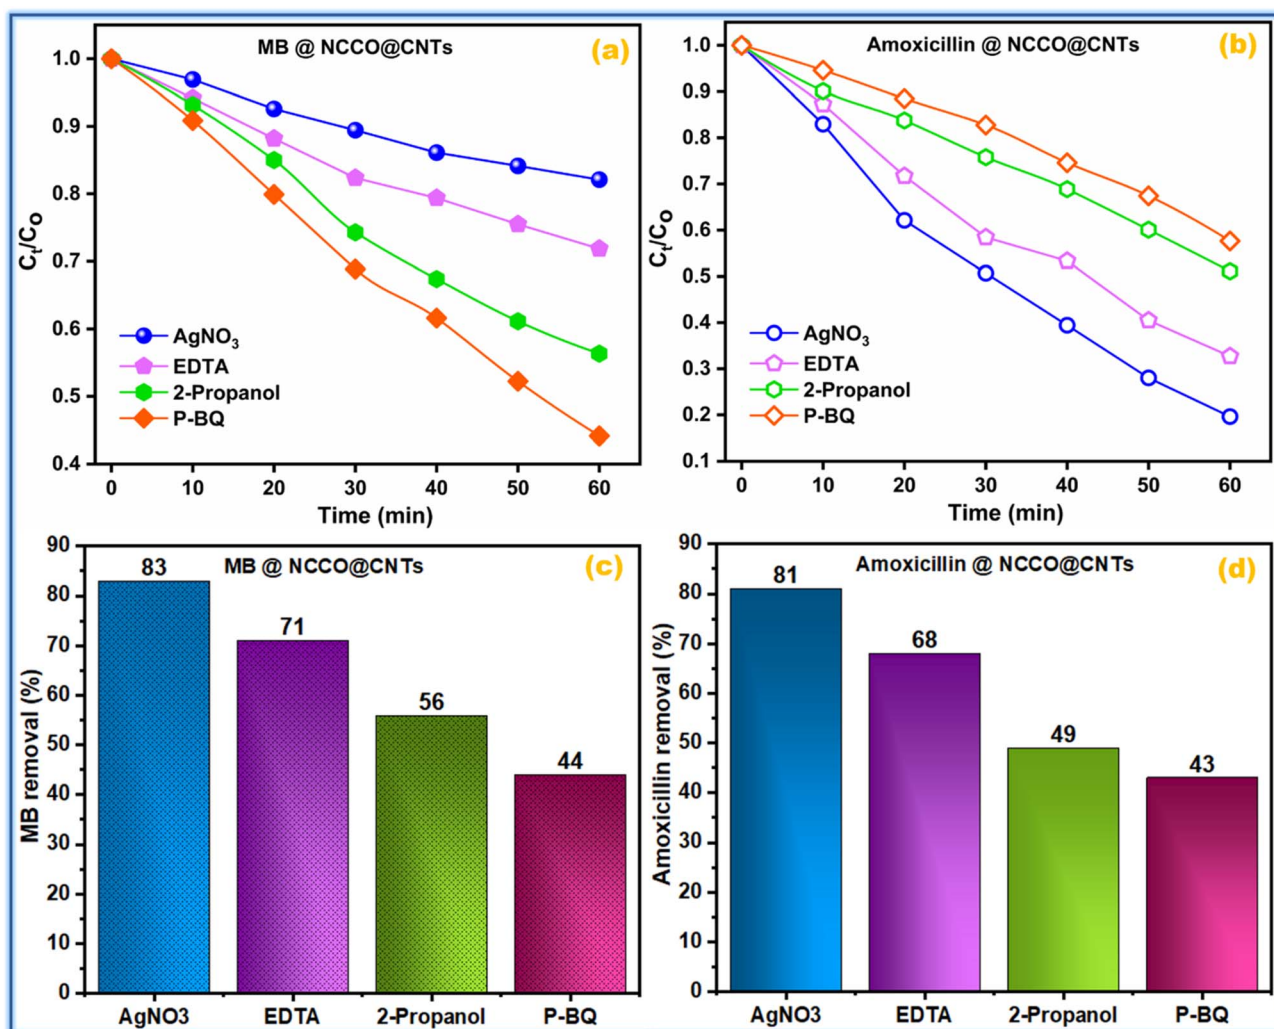 MB @ NCCO@CNTs
(a)
1.0
0.9
0.8
0.7
0.6
0.5
0.4
Cₜ/Cₒ
AgNO₃
EDTA
2-Propanol
P-BQ
0 10 20 30 40 50 60
Time (min)
Amoxicillin @ NCCO@CNTs
(b)
1.0
0.9
0.8
0.7
0.6
0.5
0.4
0.3
0.2
0.1
Cₜ/Cₒ
AgNO₃
EDTA
2-Propanol
P-BQ
0 10 20 30 40 50 60
Time (min)
MB @ NCCO@CNTs
(c)
90
80
70
60
50
40
30
20
10
0
MB removal (%)
83
71
56
44
AgNO3 EDTA 2-Propanol P-BQ
Amoxicillin @ NCCO@CNTs
(d)
90
80
70
60
50
40
30
20
10
0
Amoxicillin removal (%)
81
68
49
43
AgNO3 EDTA 2-Propanol P-BQ